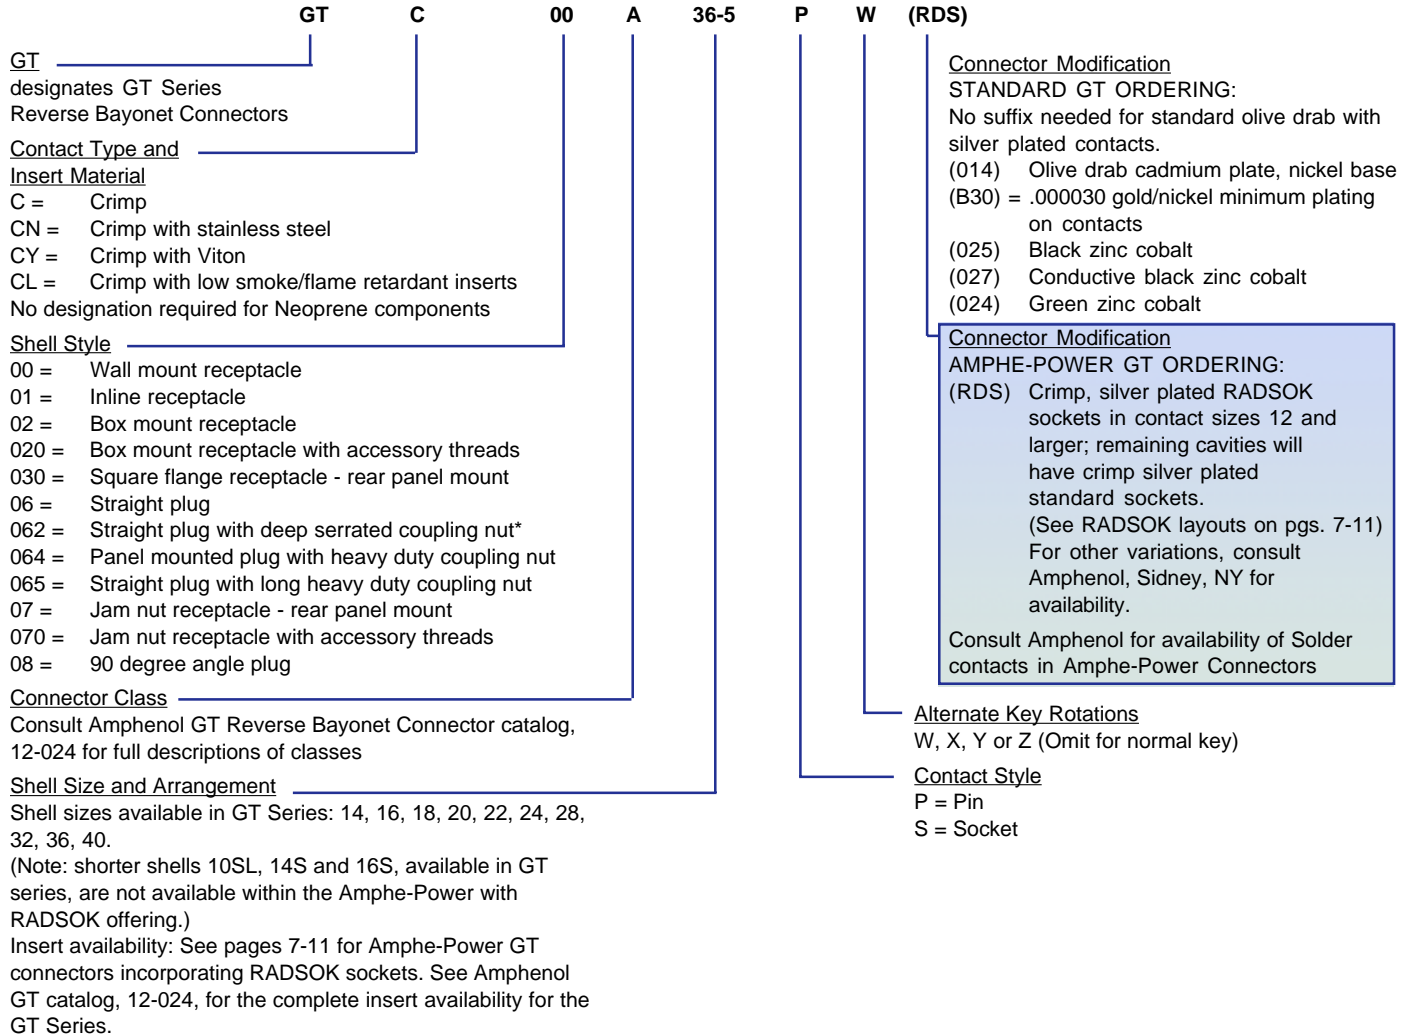 GT C 00 A 36-5 P W (RDS)
GT
designates GT Series
Reverse Bayonet Connectors
Contact Type and
Insert Material
C = Crimp
CN = Crimp with stainless steel
CY = Crimp with Viton
CL = Crimp with low smoke/flame retardant inserts
No designation required for Neoprene components
Shell Style
00 = Wall mount receptacle
01 = Inline receptacle
02 = Box mount receptacle
020 = Box mount receptacle with accessory threads
030 = Square flange receptacle - rear panel mount
06 = Straight plug
062 = Straight plug with deep serrated coupling nut*
064 = Panel mounted plug with heavy duty coupling nut
065 = Straight plug with long heavy duty coupling nut
07 = Jam nut receptacle - rear panel mount
070 = Jam nut receptacle with accessory threads
08 = 90 degree angle plug
Connector Class
Consult Amphenol GT Reverse Bayonet Connector catalog,
12-024 for full descriptions of classes
Shell Size and Arrangement
Shell sizes available in GT Series: 14, 16, 18, 20, 22, 24, 28,
32, 36, 40.
(Note: shorter shells 10SL, 14S and 16S, available in GT
series, are not available within the Amphe-Power with
RADSOK offering.)
Insert availability: See pages 7-11 for Amphe-Power GT
connectors incorporating RADSOK sockets. See Amphenol
GT catalog, 12-024, for the complete insert availability for the
GT Series.
Connector Modification
STANDARD GT ORDERING:
No suffix needed for standard olive drab with
silver plated contacts.
(014) Olive drab cadmium plate, nickel base
(B30) = .000030 gold/nickel minimum plating
on contacts
(025) Black zinc cobalt
(027) Conductive black zinc cobalt
(024) Green zinc cobalt
Connector Modification
AMPHE-POWER GT ORDERING:
(RDS) Crimp, silver plated RADSOK
sockets in contact sizes 12 and
larger; remaining cavities will
have crimp silver plated
standard sockets.
(See RADSOK layouts on pgs. 7-11)
For other variations, consult
Amphenol, Sidney, NY for
availability.
Consult Amphenol for availability of Solder
contacts in Amphe-Power Connectors
Alternate Key Rotations
W, X, Y or Z (Omit for normal key)
Contact Style
P = Pin
S = Socket